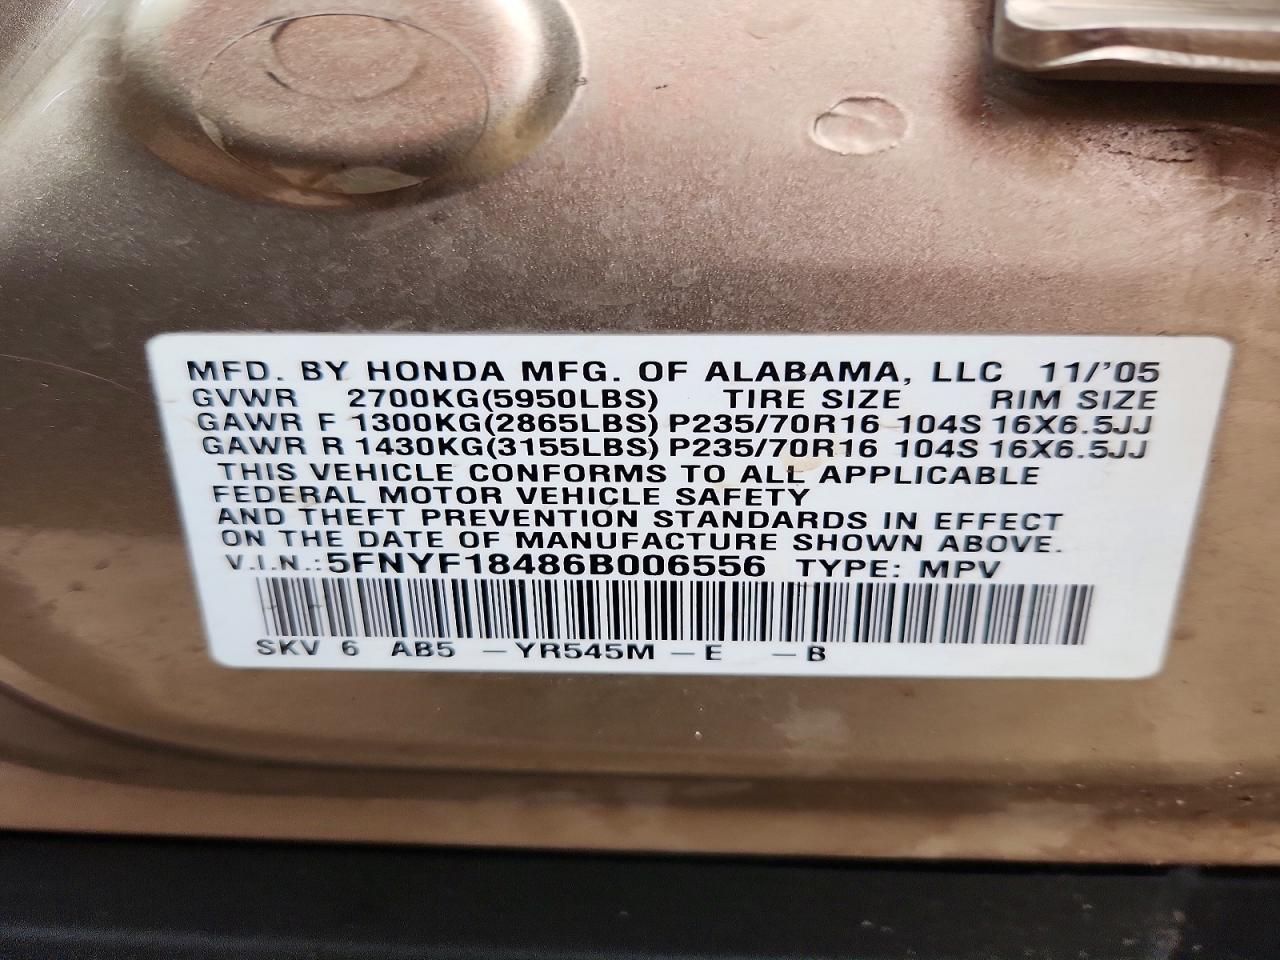 MFD. BY HONDA MFG. OF ALABAMA, LLC 11/'05
GVWR 2700KG(5950LBS) TIRE SIZE RIM SIZE
GAWR F 1300KG(2865LBS) P235/70R16 104S 16X6.5JJ
GAWR R 1430KG(3155LBS) P235/70R16 104S 16X6.5JJ
THIS VEHICLE CONFORMS TO ALL APPLICABLE
FEDERAL MOTOR VEHICLE SAFETY
AND THEFT PREVENTION STANDARDS IN EFFECT
ON THE DATE OF MANUFACTURE SHOWN ABOVE.
V.I.N.:5FNYF18486B006556 TYPE: MPV
SKV 6 AB5 -YR545M -E -B